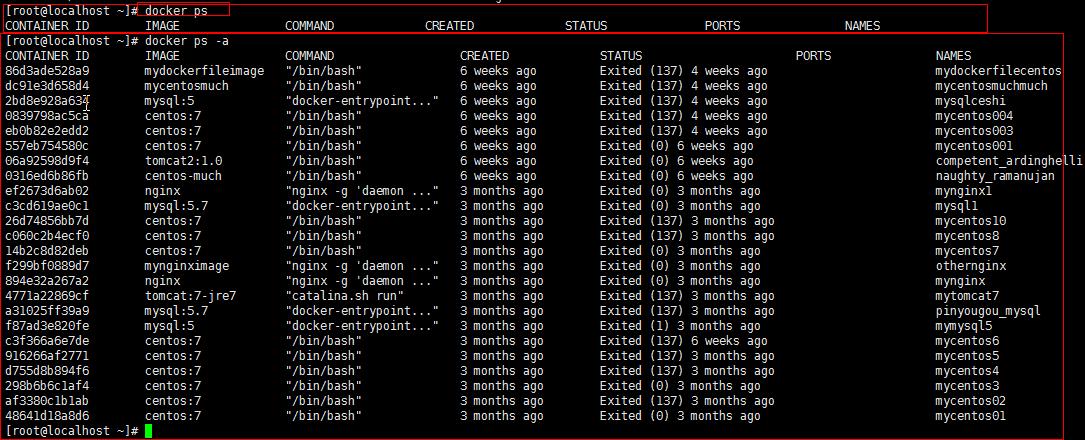 [root@localhost ~]# docker ps
CONTAINER ID IMAGE COMMAND CREATED STATUS PORTS NAMES
[root@localhost ~]# docker ps -a
CONTAINER ID IMAGE COMMAND CREATED STATUS PORTS NAMES
86d3ade528a9 mydockerfileimage "/bin/bash" 6 weeks ago Exited (137) 4 weeks ago mydockerfilecentos
dc91e3d658d4 mycentosmuch "/bin/bash" 6 weeks ago Exited (137) 4 weeks ago mycentosmuchmuch
2bd8e928a634 mysql:5 "docker-entrypoint..." 6 weeks ago Exited (137) 4 weeks ago mysqlceshi
0839798ac5ca centos:7 "/bin/bash" 6 weeks ago Exited (137) 4 weeks ago mycentos004
eb0b82e2edd2 centos:7 "/bin/bash" 6 weeks ago Exited (137) 4 weeks ago mycentos003
557eb754580c centos:7 "/bin/bash" 6 weeks ago Exited (0) 6 weeks ago mycentos001
06a92598d9f4 tomcat2:1.0 "/bin/bash" 6 weeks ago Exited (0) 6 weeks ago competent_ardinghelli
0316ed6b86fb centos-much "/bin/bash" 6 weeks ago Exited (0) 6 weeks ago naughty_ramanujan
ef2673d6ab02 nginx "nginx -g 'daemon ..." 3 months ago Exited (0) 3 months ago mynginx1
c3cd619ae0c1 mysql:5.7 "docker-entrypoint..." 3 months ago Exited (0) 3 months ago mysql1
26d74856bb7d centos:7 "/bin/bash" 3 months ago Exited (137) 3 months ago mycentos10
c060c2b4ecf0 centos:7 "/bin/bash" 3 months ago Exited (137) 3 months ago mycentos8
14b2c8d82deb centos:7 "/bin/bash" 3 months ago Exited (0) 3 months ago mycentos7
f299bf0889d7 mynginximage "nginx -g 'daemon ..." 3 months ago Exited (0) 3 months ago othernginx
894e32a267a2 nginx "nginx -g 'daemon ..." 3 months ago Exited (0) 3 months ago mynginx
4771a22869cf tomcat:7-jre7 "catalina.sh run" 3 months ago Exited (137) 3 months ago mytomcat7
a31025ff39a9 mysql:5.7 "docker-entrypoint..." 3 months ago Exited (137) 3 months ago pinyougou_mysql
f87ad3e820fe mysql:5 "docker-entrypoint..." 3 months ago Exited (1) 3 months ago mymysql5
c3f366a6e7de centos:7 "/bin/bash" 3 months ago Exited (137) 6 weeks ago mycentos6
916266af2771 centos:7 "/bin/bash" 3 months ago Exited (137) 3 months ago mycentos5
d755d8b894f6 centos:7 "/bin/bash" 3 months ago Exited (137) 3 months ago mycentos4
298b6b6c1af4 centos:7 "/bin/bash" 3 months ago Exited (0) 3 months ago mycentos3
af3380c1b1ab centos:7 "/bin/bash" 3 months ago Exited (137) 3 months ago mycentos02
48641d18a8d6 centos:7 "/bin/bash" 3 months ago Exited (0) 3 months ago mycentos01
[root@localhost ~]#